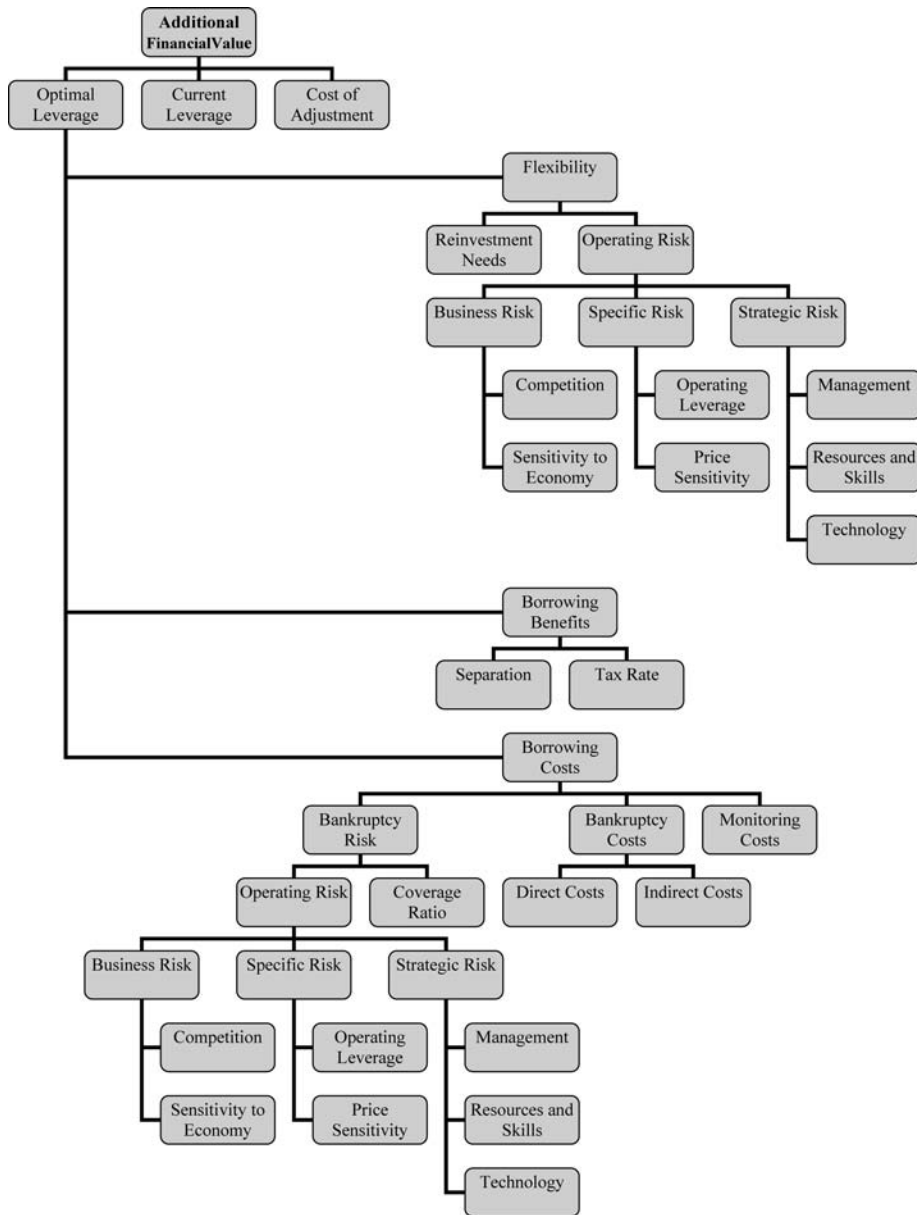 Additional
FinancialValue
Optimal
Leverage
Current
Leverage
Cost of
Adjustment
Flexibility
Reinvestment
Needs
Operating Risk
Business Risk
Specific Risk
Strategic Risk
Competition
Operating
Leverage
Management
Sensitivity to
Economy
Price
Sensitivity
Resources and
Skills
Technology
Borrowing
Benefits
Separation
Tax Rate
Borrowing
Costs
Bankruptcy
Risk
Bankruptcy
Costs
Monitoring
Costs
Operating Risk
Coverage
Ratio
Direct Costs
Indirect Costs
Business Risk
Specific Risk
Strategic Risk
Competition
Operating
Leverage
Management
Sensitivity to
Economy
Price
Sensitivity
Resources and
Skills
Technology